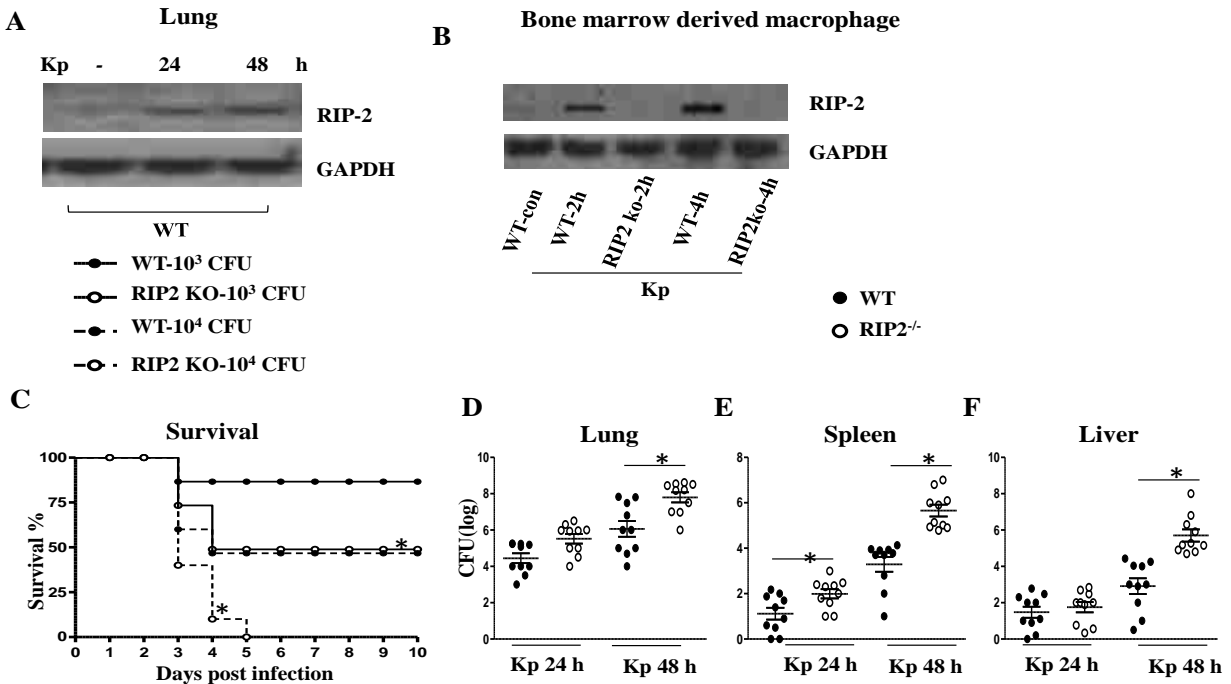 A
Lung
Kp - 24 48 h
RIP-2
GAPDH
WT
B
Bone marrow derived macrophage
RIP-2
GAPDH
WT-con
WT-2h
RIP2 ko-2h
WT-4h
RIP2ko-4h
Kp
WT-10³ CFU
RIP2 KO-10³ CFU
WT-10⁴ CFU
RIP2 KO-10⁴ CFU
WT
RIP2-/-
C
Survival
Survival %
100
75
50
25
0
0 1 2 3 4 5 6 7 8 9 10
Days post infection
*
*
D
Lung
CFU(log)
10
8
6
4
2
0
*
Kp 24 h Kp 48 h
E
Spleen
8
6
4
2
0
*
*
Kp 24 h Kp 48 h
F
Liver
10
8
6
4
2
0
*
Kp 24 h Kp 48 h